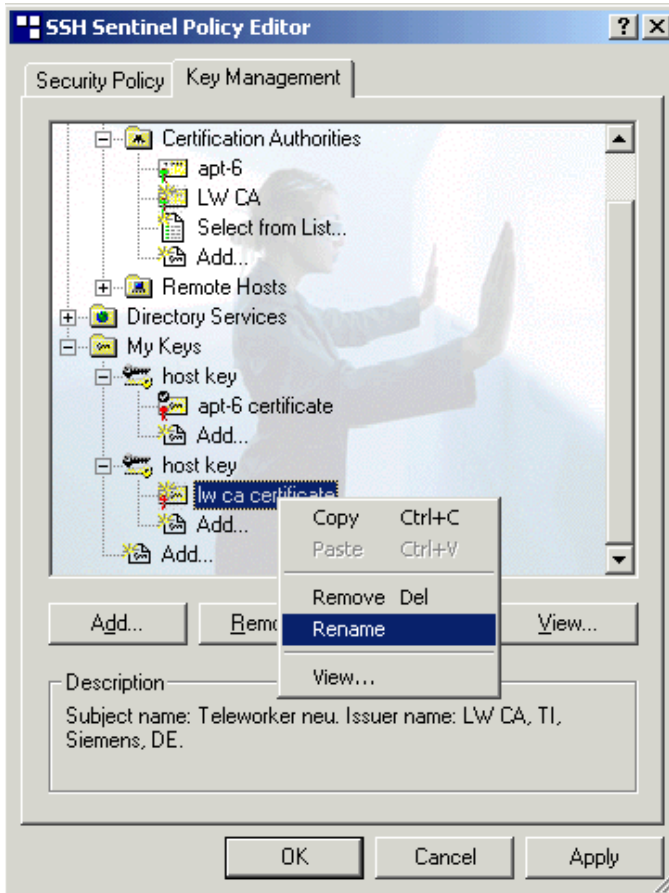 SSH Sentinel Policy Editor
Security Policy
Key Management
Certification Authorities
apt-6
LW CA
Select from List...
Add...
Remote Hosts
Directory Services
My Keys
host key
apt-6 certificate
Add...
host key
lw ca certificate
Add...
Add...
Copy Ctrl+C
Paste Ctrl+V
Remove Del
Rename
View...
Add...
Remo
View...
Description
Subject name: Teleworker neu. Issuer name: LW CA, TI,
Siemens, DE.
OK
Cancel
Apply